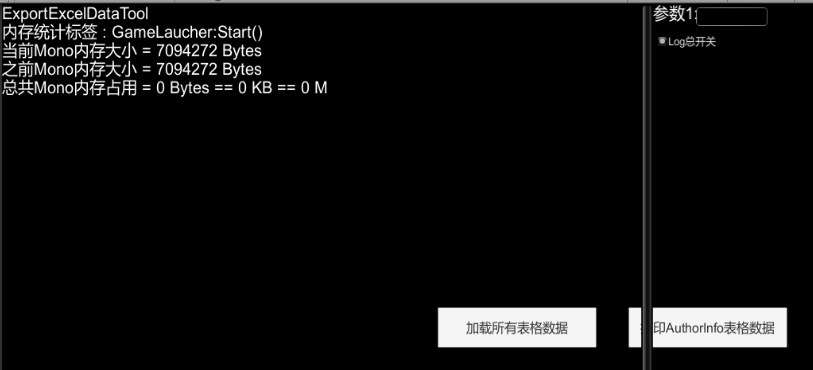 ExportExcelDataTool
内存统计标签 : GameLaucher:Start()
当前Mono内存大小 = 7094272 Bytes
之前Mono内存大小 = 7094272 Bytes
总共Mono内存占用 = 0 Bytes == 0 KB == 0 M
参数1:
Log总开关
加载所有表格数据
印AuthorInfo表格数据